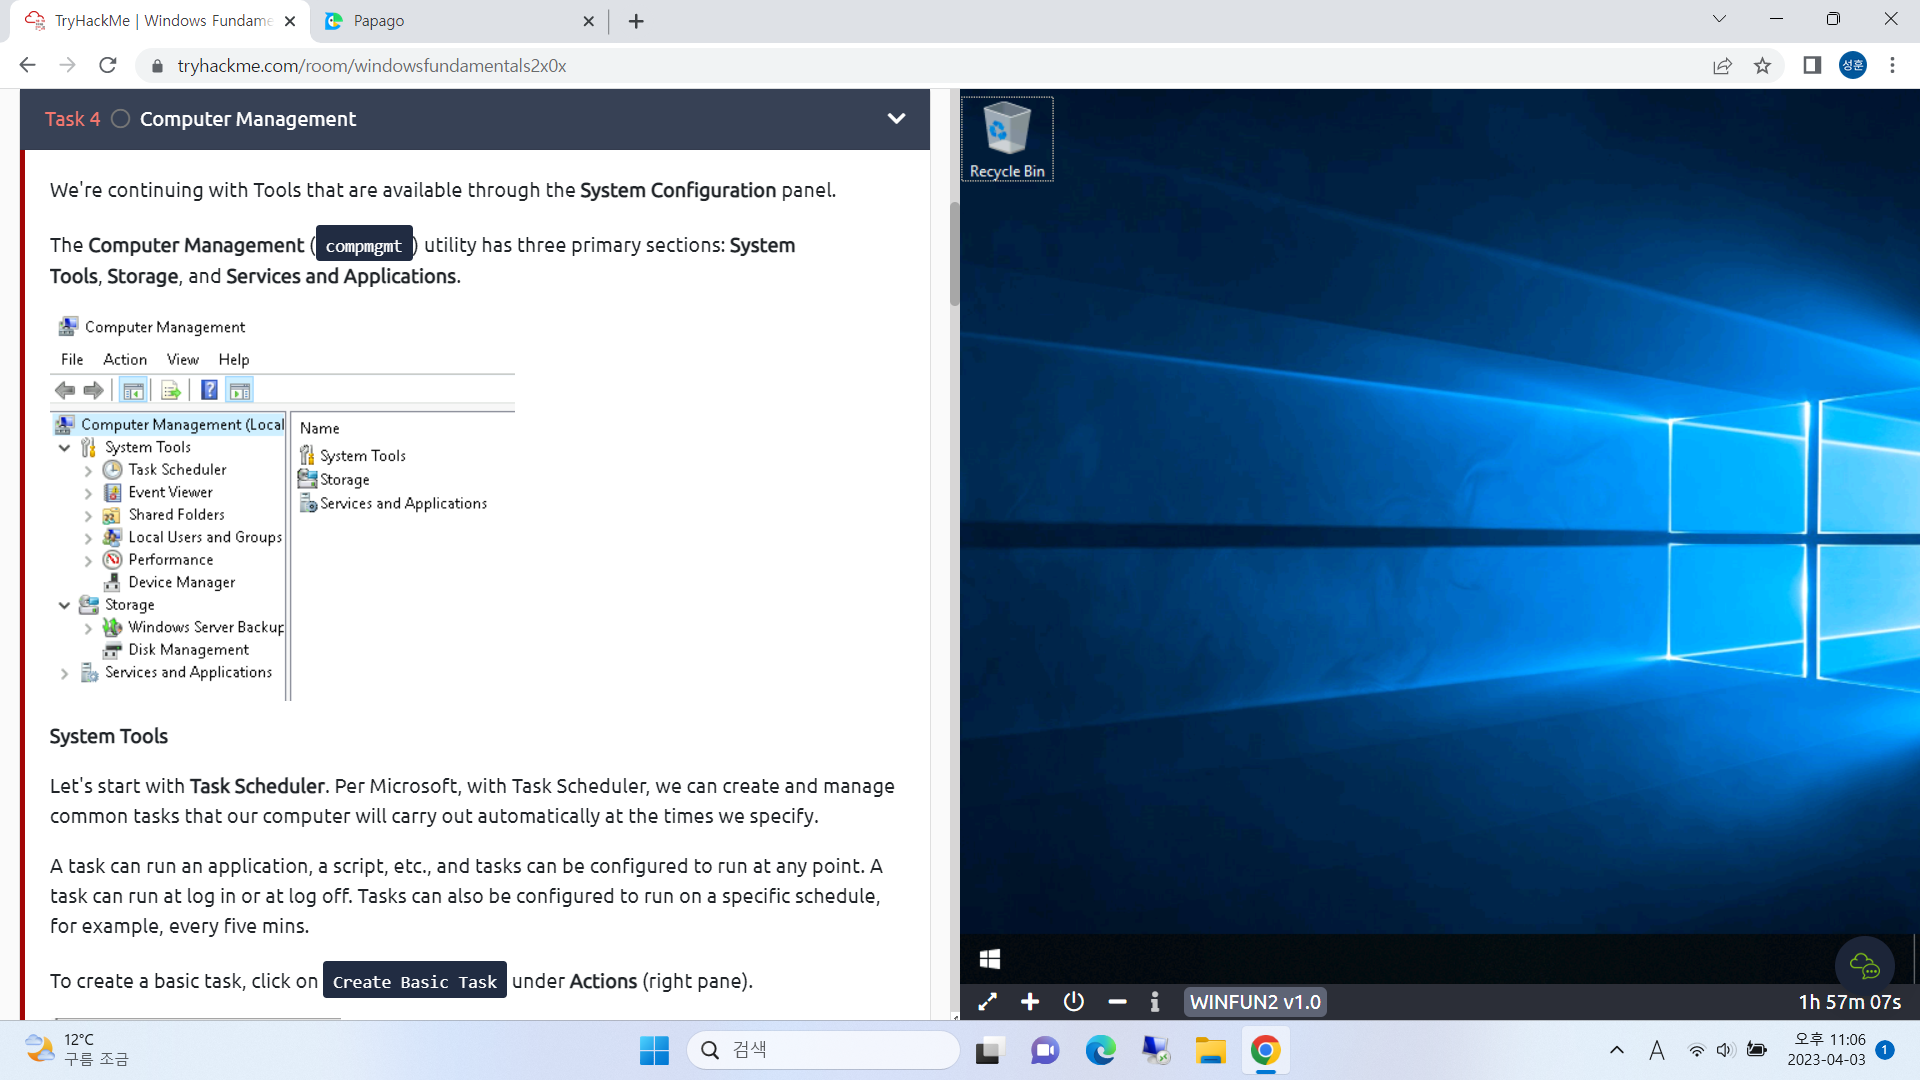 TryHackMe | Windows Fundame
Papago
tryhackme.com/room/windowsfundamentals2x0x
성훈
Task 4 Computer Management
We're continuing with Tools that are available through the System Configuration panel.
The Computer Management ( compmgmt ) utility has three primary sections: System
Tools, Storage, and Services and Applications.
Computer Management
File Action View Help
Computer Management (Local
System Tools
Task Scheduler
Event Viewer
Shared Folders
Local Users and Groups
Performance
Device Manager
Storage
Windows Server Backup
Disk Management
Services and Applications
Name
System Tools
Storage
Services and Applications
System Tools
Let's start with Task Scheduler. Per Microsoft, with Task Scheduler, we can create and manage
common tasks that our computer will carry out automatically at the times we specify.
A task can run an application, a script, etc., and tasks can be configured to run at any point. A
task can run at log in or at log off. Tasks can also be configured to run on a specific schedule,
for example, every five mins.
To create a basic task, click on Create Basic Task under Actions (right pane).
Recycle Bin
WINFUN2 v1.0
1h 57m 07s
12°C
구름 조금
검색
A
오후 11:06
2023-04-03
1